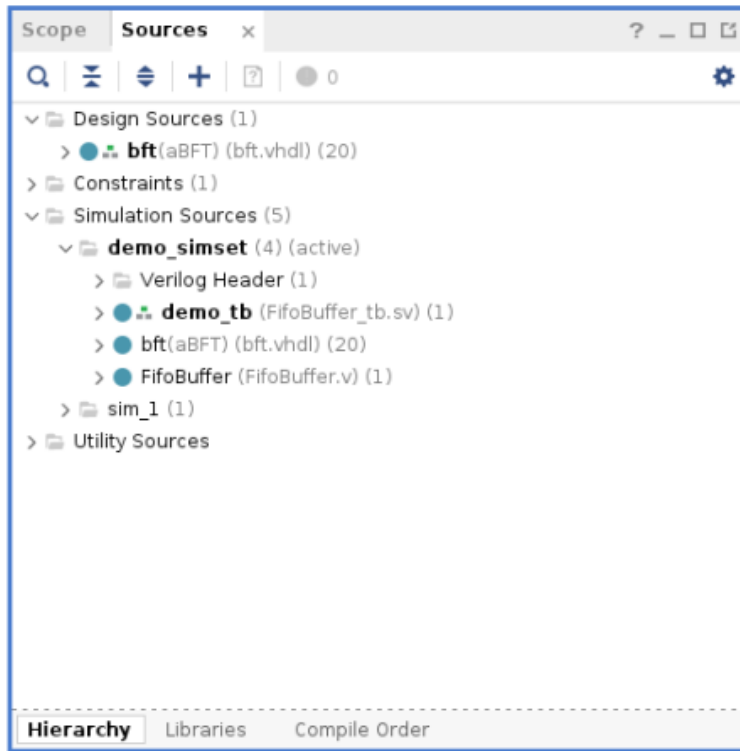 Scope Sources ×
? 0
Design Sources (1)
bft(aBFT) (bft.vhdl) (20)
Constraints (1)
Simulation Sources (5)
demo_simset (4) (active)
Verilog Header (1)
demo_tb (FifoBuffer_tb.sv) (1)
bft(aBFT) (bft.vhdl) (20)
FifoBuffer (FifoBuffer.v) (1)
sim_1 (1)
Utility Sources
Hierarchy Libraries Compile Order